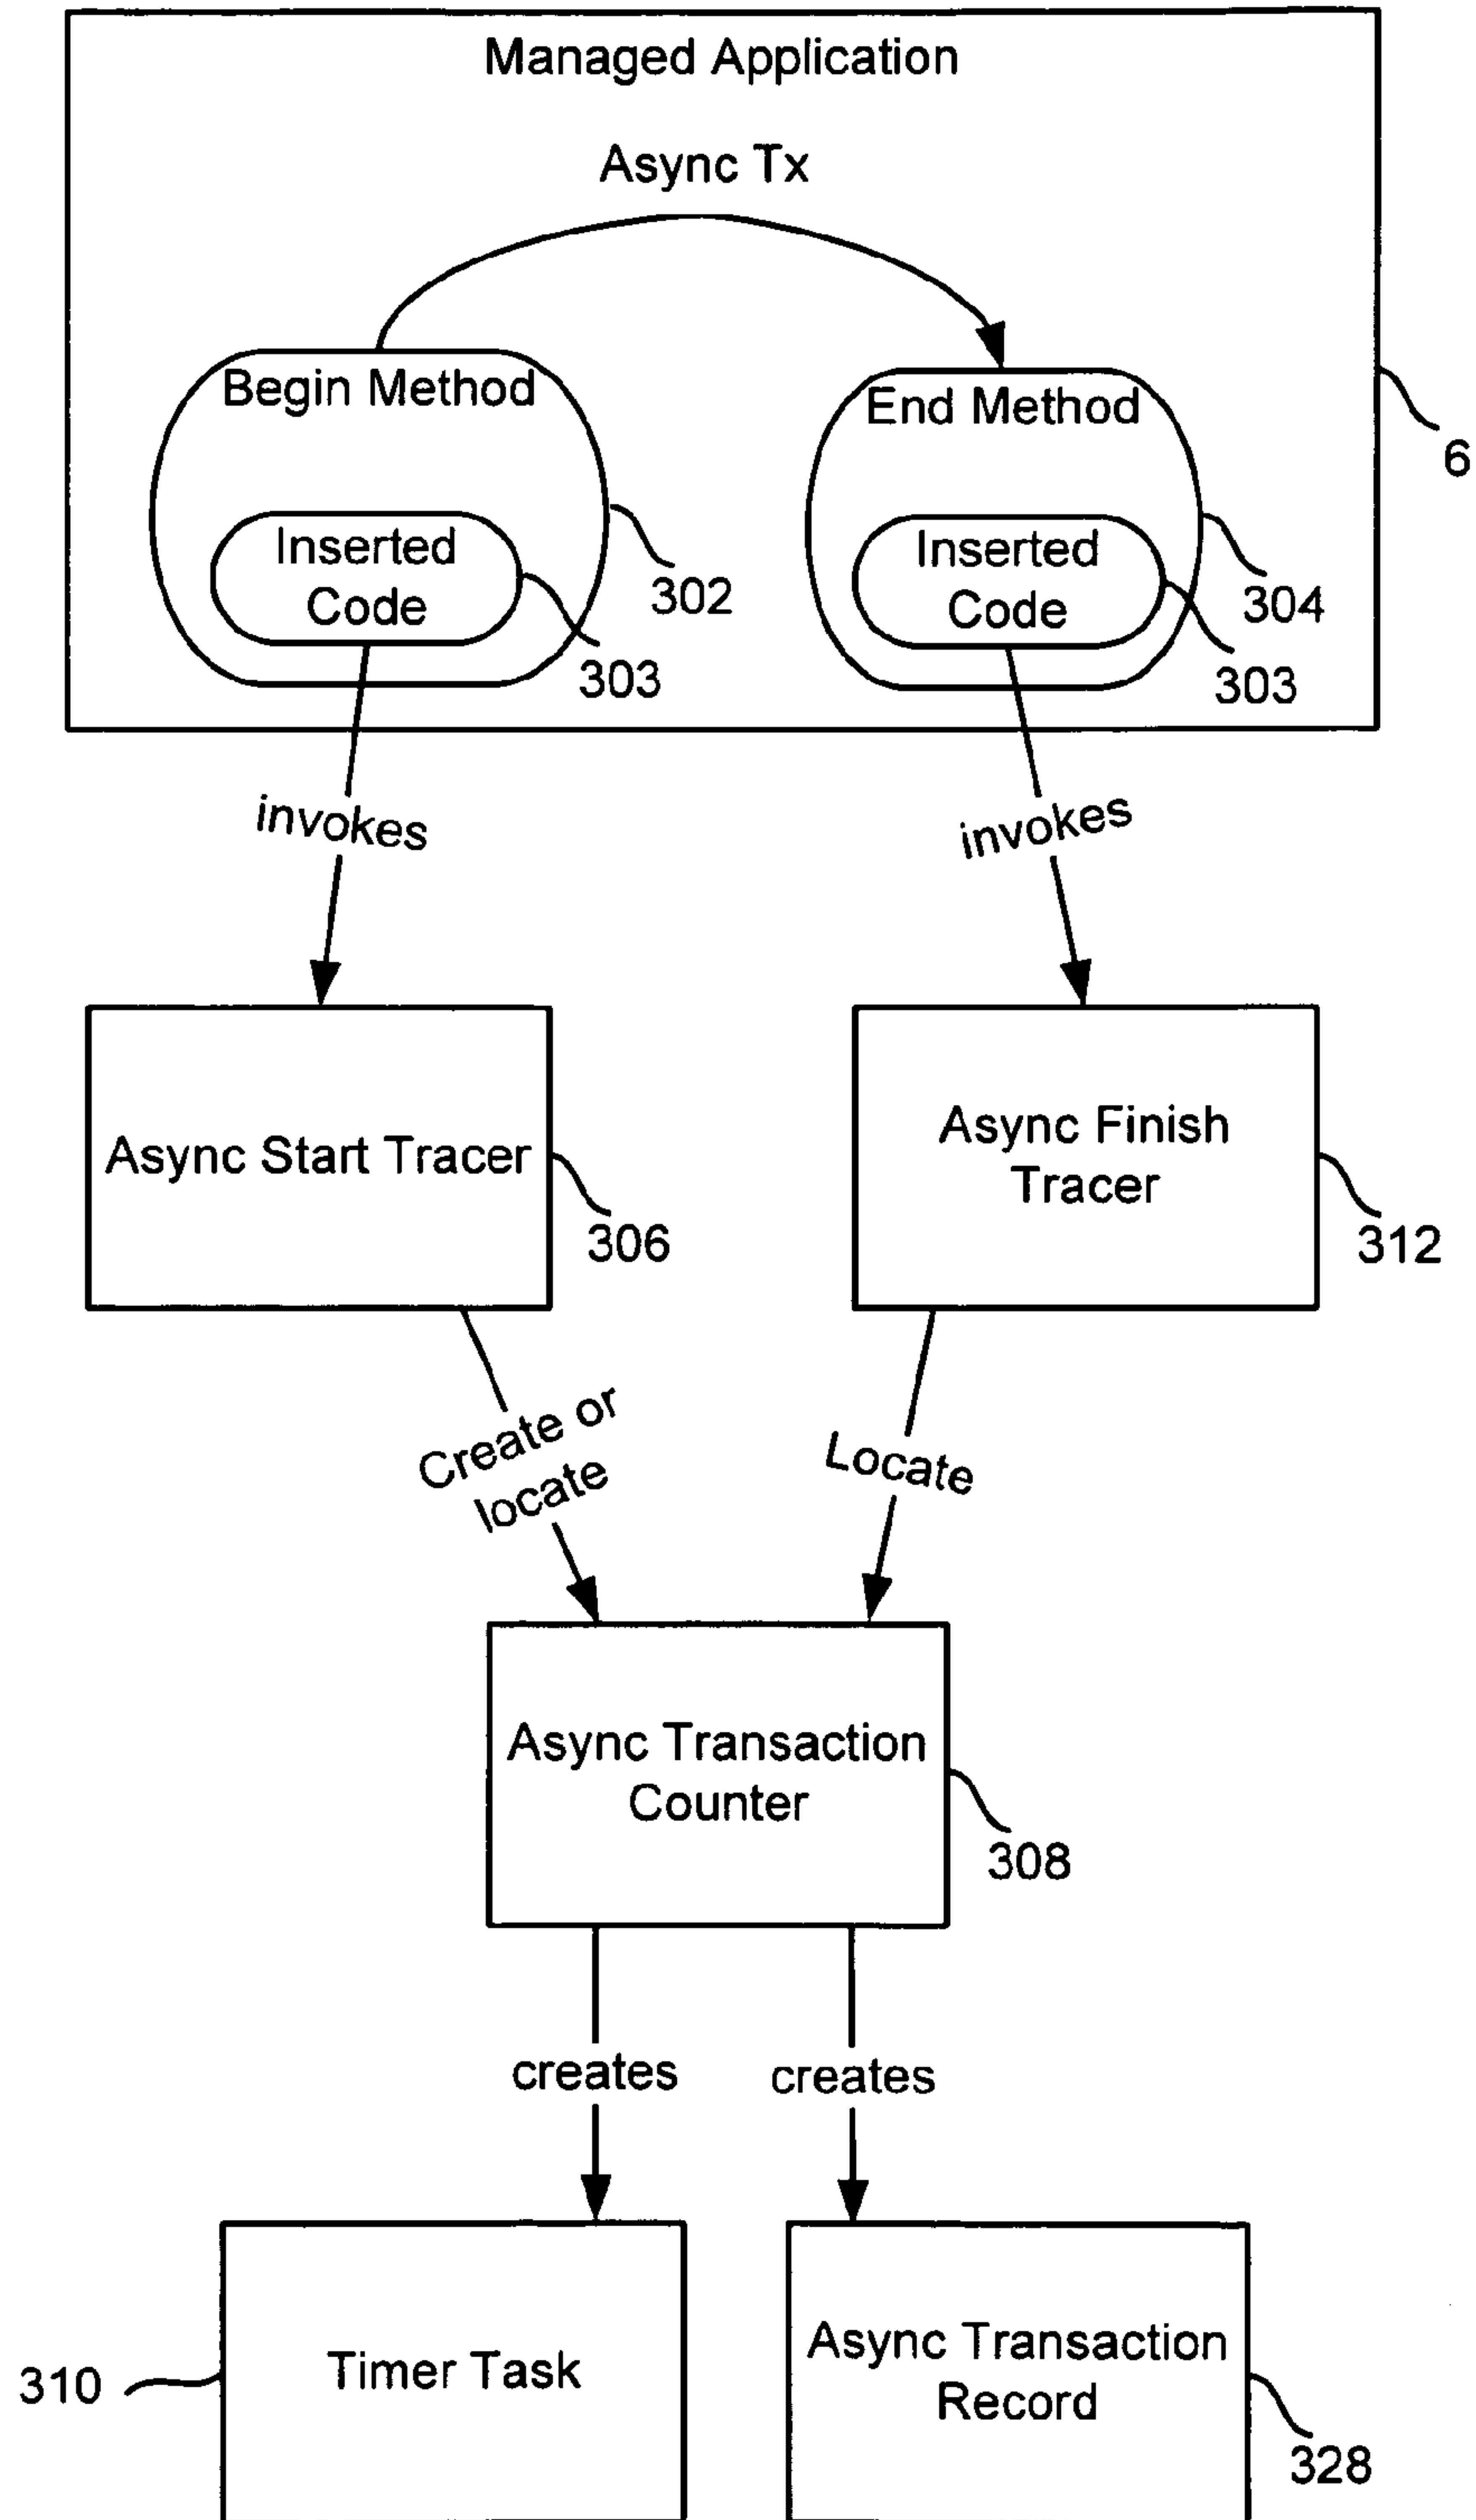 Managed Application
Async Tx
Begin Method
End Method
6
Inserted
Code
Inserted
Code
302
304
303
303
invokes
invokes
Async Start Tracer
Async Finish
Tracer
306
312
Create or
locate
Locate
Async Transaction
Counter
308
creates
creates
Timer Task
Async Transaction
Record
310
328